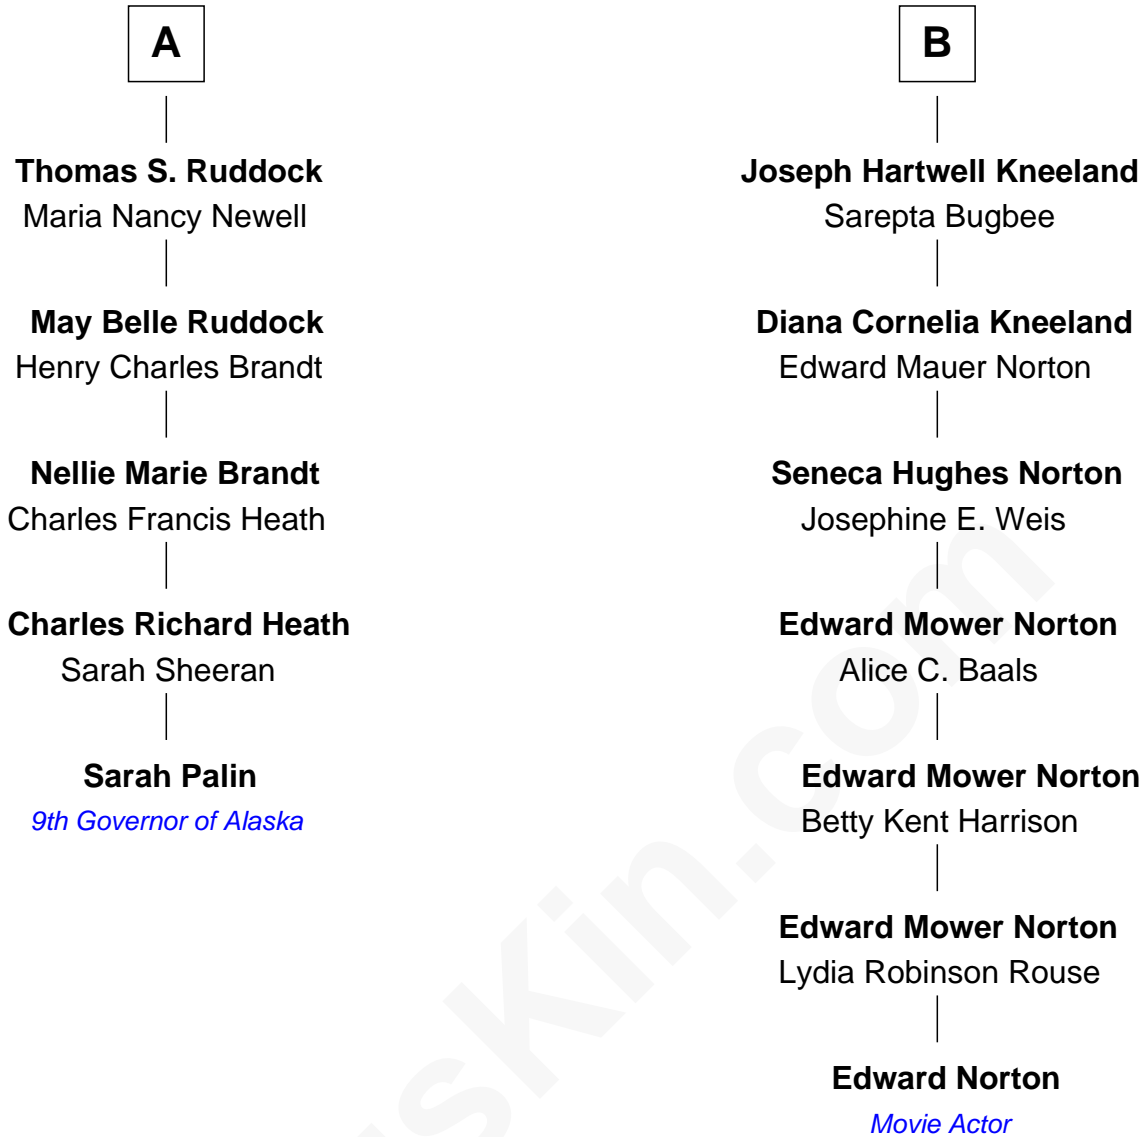 A
Thomas S. Ruddock
Maria Nancy Newell
May Belle Ruddock
Henry Charles Brandt
Nellie Marie Brandt
Charles Francis Heath
Charles Richard Heath
Sarah Sheeran
Sarah Palin
9th Governor of Alaska
B
Joseph Hartwell Kneeland
Sarepta Bugbee
Diana Cornelia Kneeland
Edward Mauer Norton
Seneca Hughes Norton
Josephine E. Weis
Edward Mower Norton
Alice C. Baals
Edward Mower Norton
Betty Kent Harrison
Edward Mower Norton
Lydia Robinson Rouse
Edward Norton
Movie Actor
sKin.com